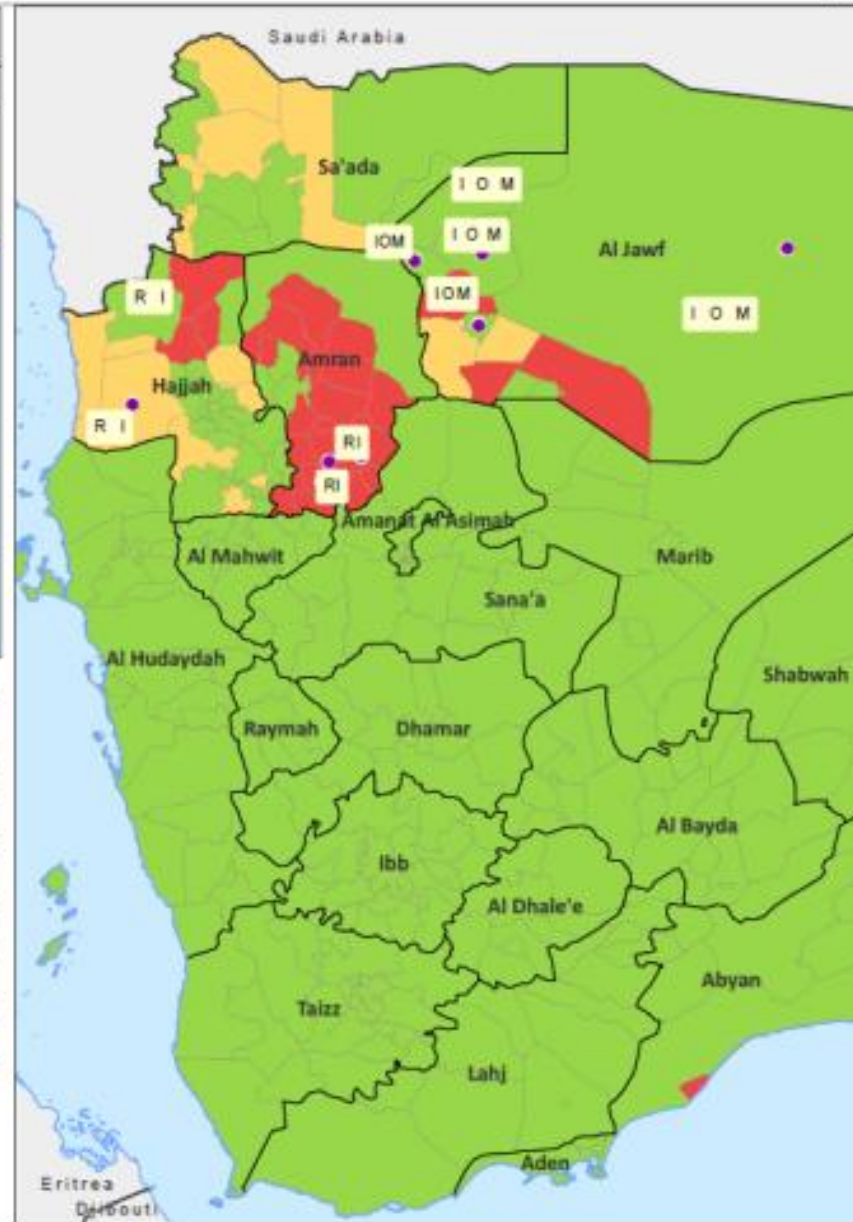 Saudi Arabia
Sa'ada
I O M
IOM
I O M
Al Jawf
R I
IOM
I O M
Amran
Hajjah
R I
RI
RI
Amanat Al Asimah
Al Mahwit
Marib
Sana'a
Al Hudaydah
Shabwah
Raymah
Dhamar
Al Bayda
Ibb
Al Dhale'e
Abyan
Taizz
Lahj
Aden
Eritrea
Djibouti